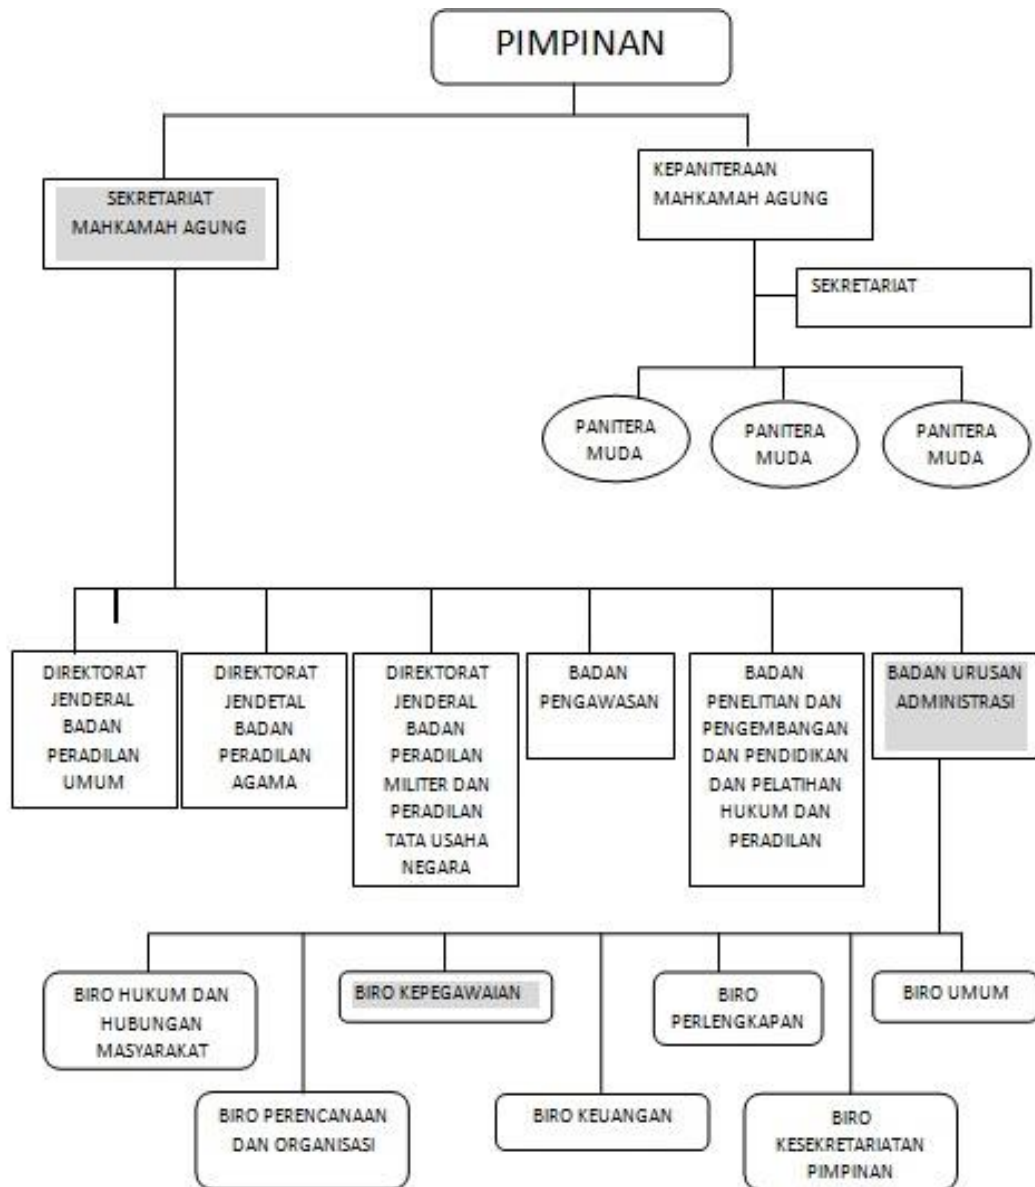 PIMPINAN
SEKRETARIAT
MAHKAMAH AGUNG
KEPANITERAAN
MAHKAMAH AGUNG
SEKRETARIAT
PANITERA
MUDA
PANITERA
MUDA
PANITERA
MUDA
DIREKTORAT
JENDERAL
BADAN
PERADILAN
UMUM
DIREKTORAT
JENDETAL
BADAN
PERADILAN
AGAMA
DIREKTORAT
JENDERAL
BADAN
PERADILAN
MILITER DAN
PERADILAN
TATA USAHA
NEGARA
BADAN
PENGAWASAN
BADAN
PENELITIAN DAN
PENGEMBANGAN
DAN PENDIDIKAN
DAN PELATIHAN
HUKUM DAN
PERADILAN
BADAN URUSAN
ADMINISTRASI
BIRO HUKUM DAN
HUBUNGAN
MASYARAKAT
BIRO KEPEGAWAIAN
BIRO
PERLENGKAPAN
BIRO UMUM
BIRO PERENCANAAN
DAN ORGANISASI
BIRO KEUANGAN
BIRO
KESEKRETARIATAN
PIMPINAN